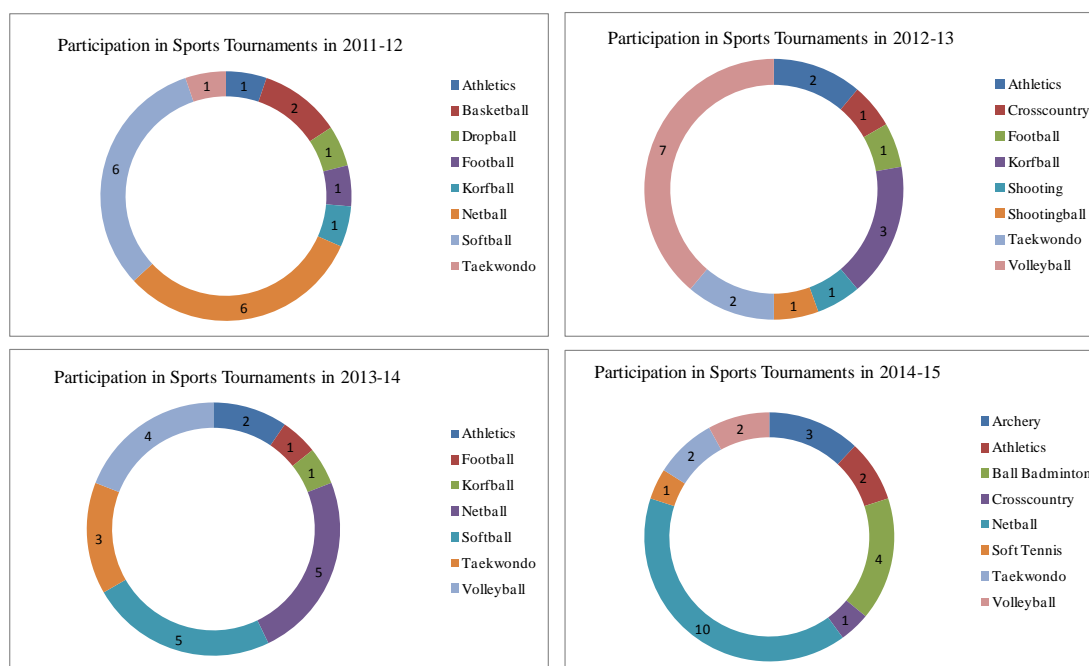 Participation in Sports Tournaments in 2011-12
1
2
1
1
1
6
6
1
Athletics
Basketball
Dropball
Football
Korfball
Netball
Softball
Taekwondo
Participation in Sports Tournaments in 2012-13
2
1
1
3
1
1
2
7
Athletics
Crosscountry
Football
Korfball
Shooting
Shootingball
Taekwondo
Volleyball
Participation in Sports Tournaments in 2013-14
2
1
1
5
5
3
4
Athletics
Football
Korfball
Netball
Softball
Taekwondo
Volleyball
Participation in Sports Tournaments in 2014-15
3
2
4
1
10
1
2
2
Archery
Athletics
Ball Badminton
Crosscountry
Netball
Soft Tennis
Taekwondo
Volleyball